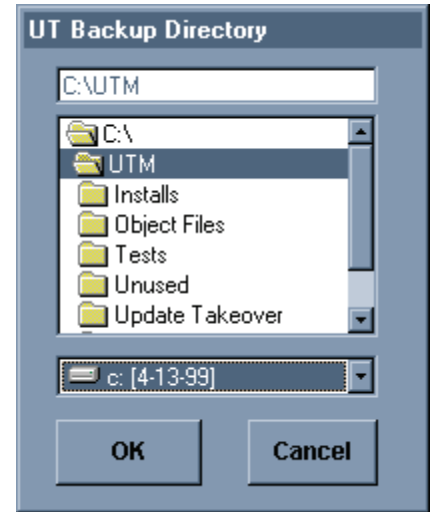 UT Backup Directory
C:\UTM
C:\
UTM
Installs
Object Files
Tests
Unused
Update Takeover
c: [4-13-99]
OK Cancel